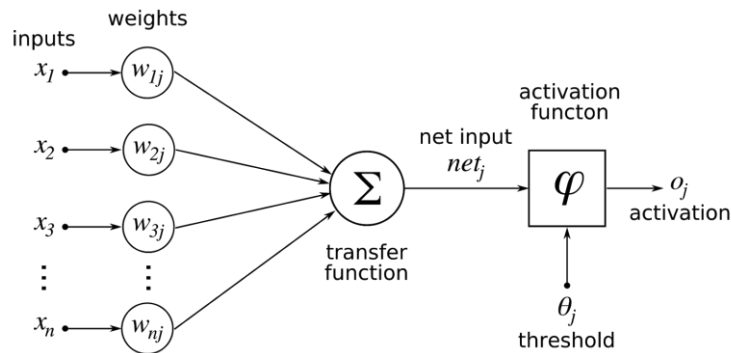 weights
inputs
x1
w1j
x2
w2j
x3
w3j
xn
wnj
Σ
transfer
function
net input
netj
activation
functon
φ
oj
activation
θj
threshold